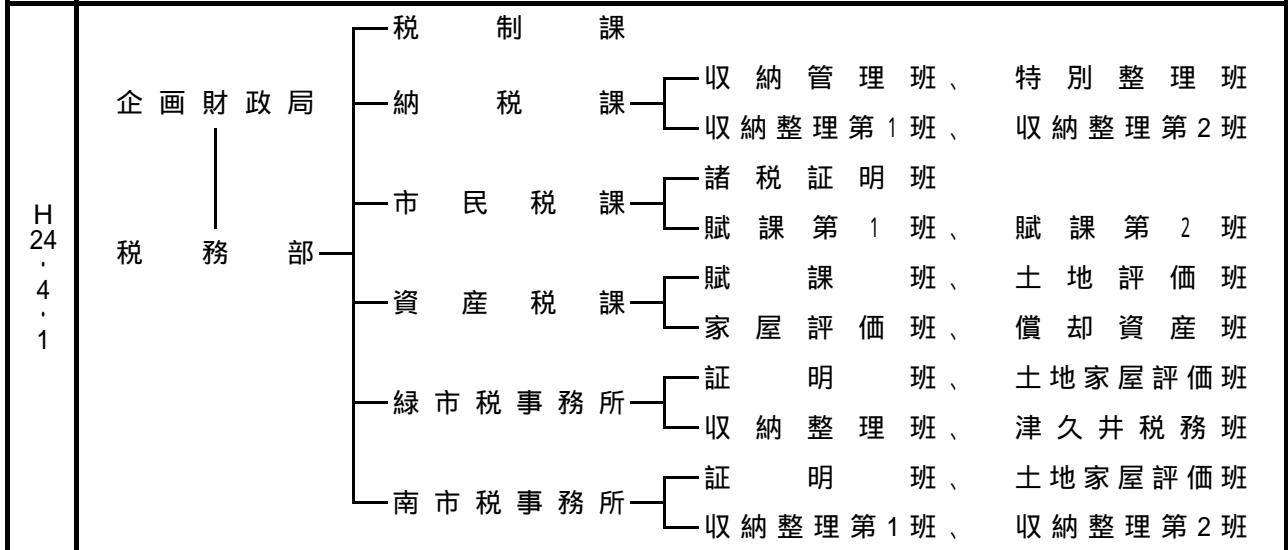 H24・4・1
企画財政局
税務部
税制課
納税課
収納管理班、特別整理班
収納整理第1班、収納整理第2班
市民税課
諸税証明班
賦課第1班、賦課第2班
資産税課
賦課班、土地評価班
家屋評価班、償却資産班
緑市税事務所
証明班、土地家屋評価班
収納整理班、津久井税務班
南市税事務所
証明班、土地家屋評価班
収納整理第1班、収納整理第2班